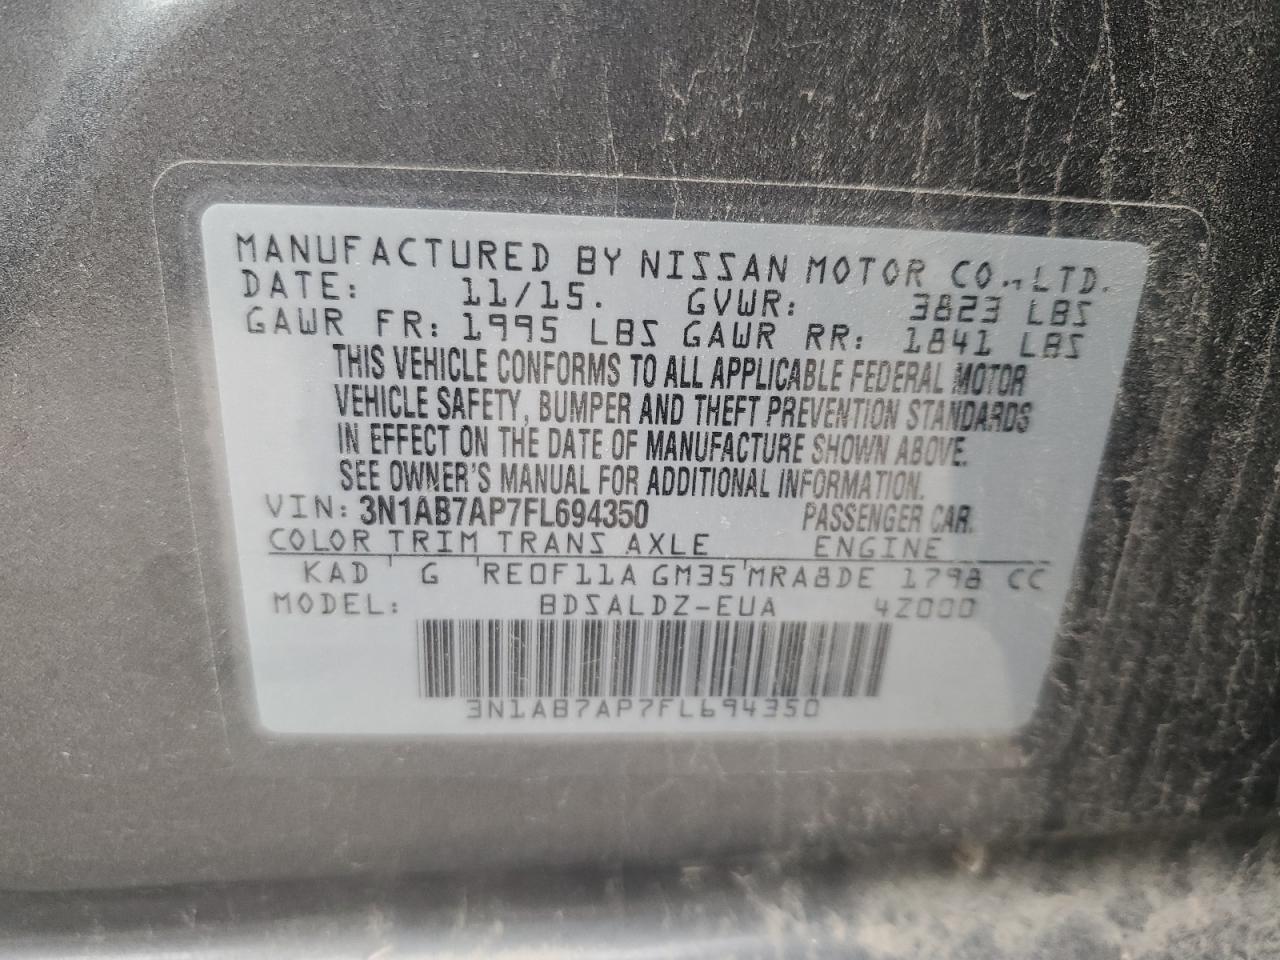 MANUFACTURED BY NISSAN MOTOR CO., LTD.
DATE: 11/15. GVWR: 3823 LBS
GAWR FR: 1995 LBS GAWR RR: 1841 LBS
THIS VEHICLE CONFORMS TO ALL APPLICABLE FEDERAL MOTOR
VEHICLE SAFETY, BUMPER AND THEFT PREVENTION STANDARDS
IN EFFECT ON THE DATE OF MANUFACTURE SHOWN ABOVE.
SEE OWNER'S MANUAL FOR ADDITIONAL INFORMATION.
VIN: 3N1AB7AP7FL694350 PASSENGER CAR.
COLOR TRIM TRANS AXLE ENGINE
KAD G RE0F11A GM35 MRA8DE 1798 CC
MODEL: BDSALDZ-EUA 4Z000
3N1AB7AP7FL694350